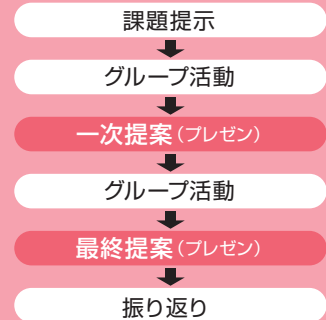 課題提示
グループ活動
一次提案（プレゼン）
グループ活動
最終提案（プレゼン）
振り返り